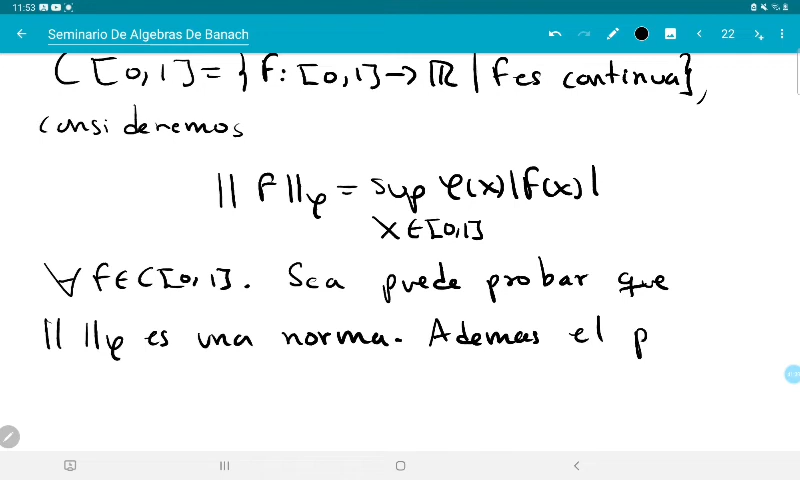 11:53
Seminario De Algebras De Banach
22
C[0,1]={f:[0,1]→ℝ | f es continua},
consideremos
|| f ||φ = sup φ(x)|f(x)|
x∈[0,1]
∀ f∈C[0,1]. Sea puede probar que
|| ||φ es una norma. Ademas el p